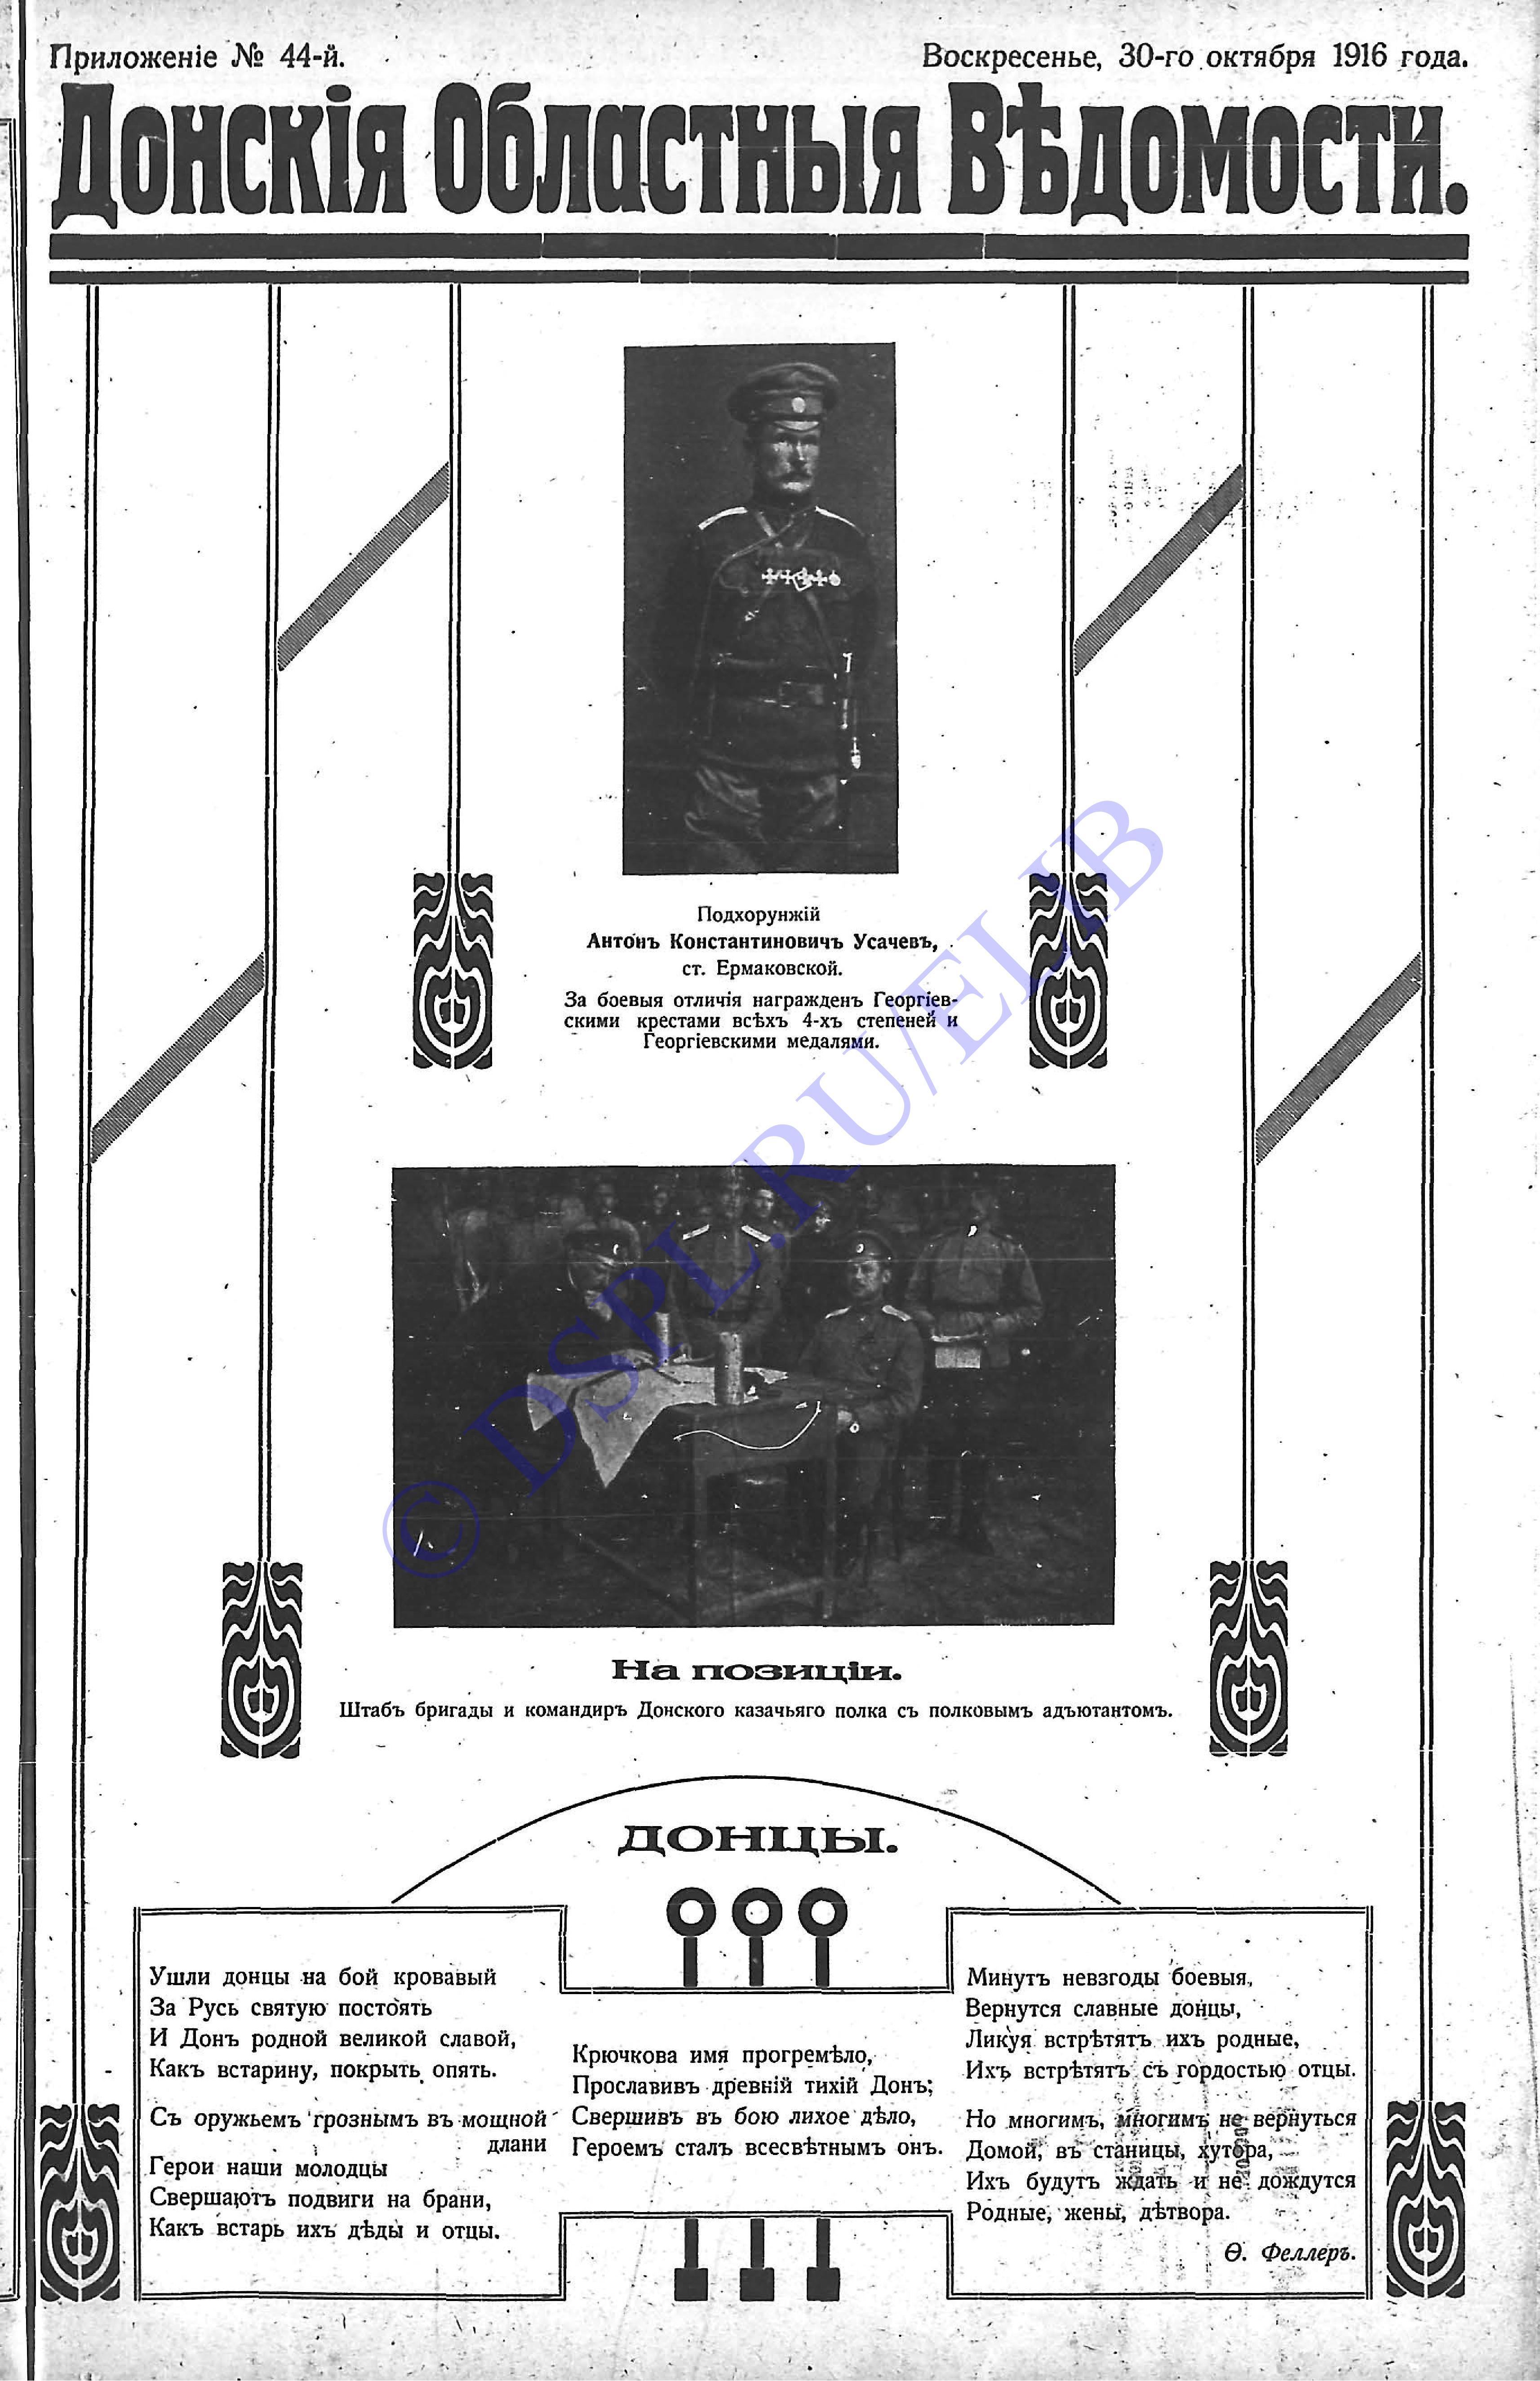 Приложеніе № 44-й.
Воскресенье, 30-го октября 1916 года.
Донскія Областныя Вѣдомости.
Подхорунжій
Антонъ Константиновичъ Усачевъ,
ст. Ермаковской.
За боевыя отличія награжденъ Георгіев-
скими крестами всѣхъ 4-хъ степеней и
Георгіевскими медалями.
На позиціи.
Штабъ бригады и командиръ Донского казачьяго полка съ полковымъ адъютантомъ.
ДОНЦЫ.
Ушли донцы на бой кровавый
За Русь святую постоять
И Донъ родной великой славой,
Какъ встарину, покрыть опять.
Съ оружьемъ грознымъ въ мощной
длани
Герои наши молодцы
Свершаютъ подвиги на брани,
Какъ встарь ихъ дѣды и отцы.
Крючкова имя прогремѣло,
Прославивъ древній тихій Донъ;
Свершивъ въ бою лихое дѣло,
Героемъ сталъ всесвѣтнымъ онъ.
Минутъ невзгоды боевыя,
Вернутся славные донцы,
Ликуя встрѣтятъ ихъ родные,
Ихъ встрѣтятъ съ гордостью отцы.
Но многимъ, многимъ не вернуться
Домой, въ станицы, хутора,
Ихъ будутъ ждать и не дождутся
Родные, жены, дѣтвора.
Ѳ. Феллеръ.
© DSPL.RU/ELIB